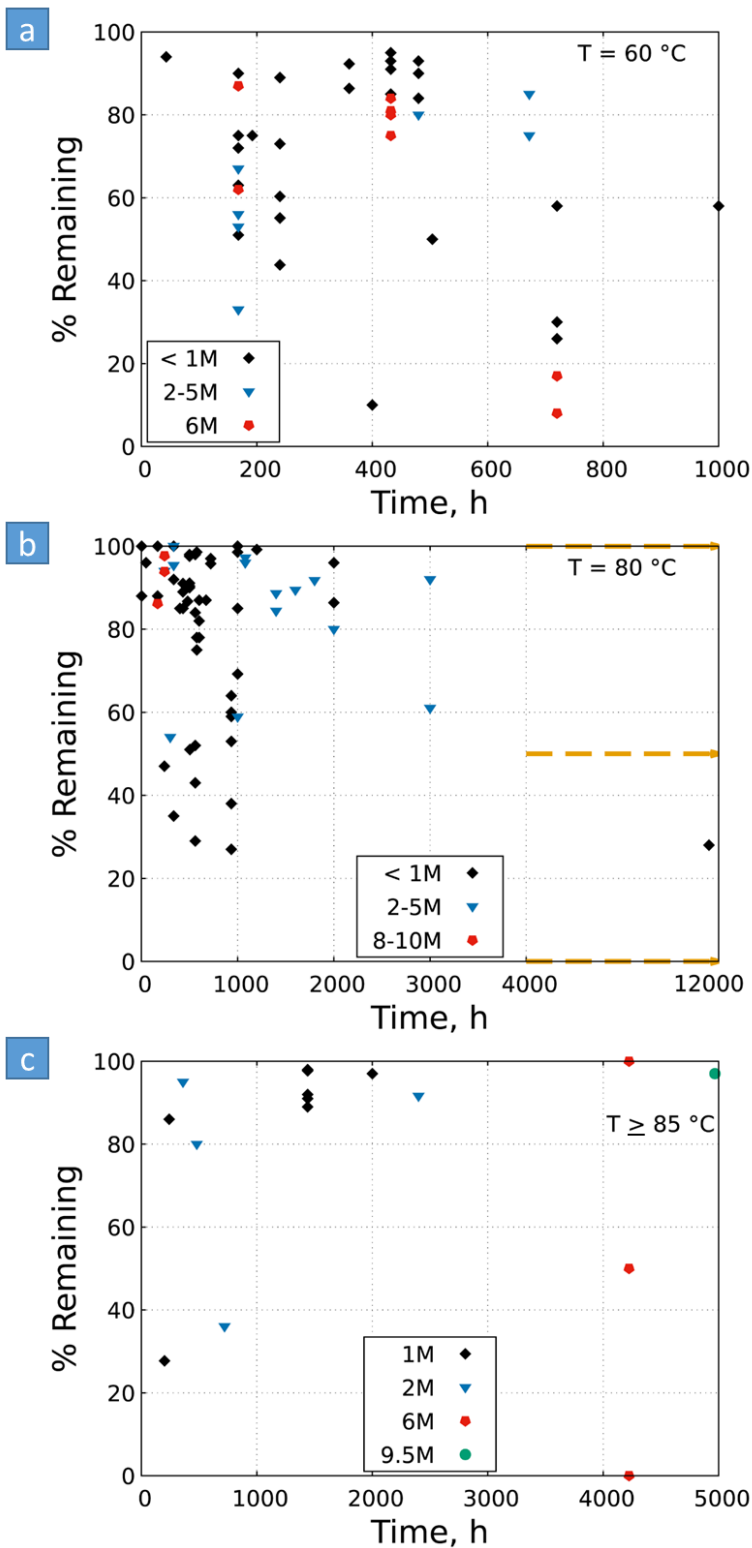 a
100
80
60
40
20
0
% Remaining
T = 60 °C
< 1M
2-5M
6M
0 200 400 600 800 1000
Time, h
b
100
80
60
40
20
0
% Remaining
T = 80 °C
< 1M
2-5M
8-10M
0 1000 2000 3000 4000 12000
Time, h
c
100
80
60
40
20
0
% Remaining
T ≥ 85 °C
1M
2M
6M
9.5M
0 1000 2000 3000 4000 5000
Time, h